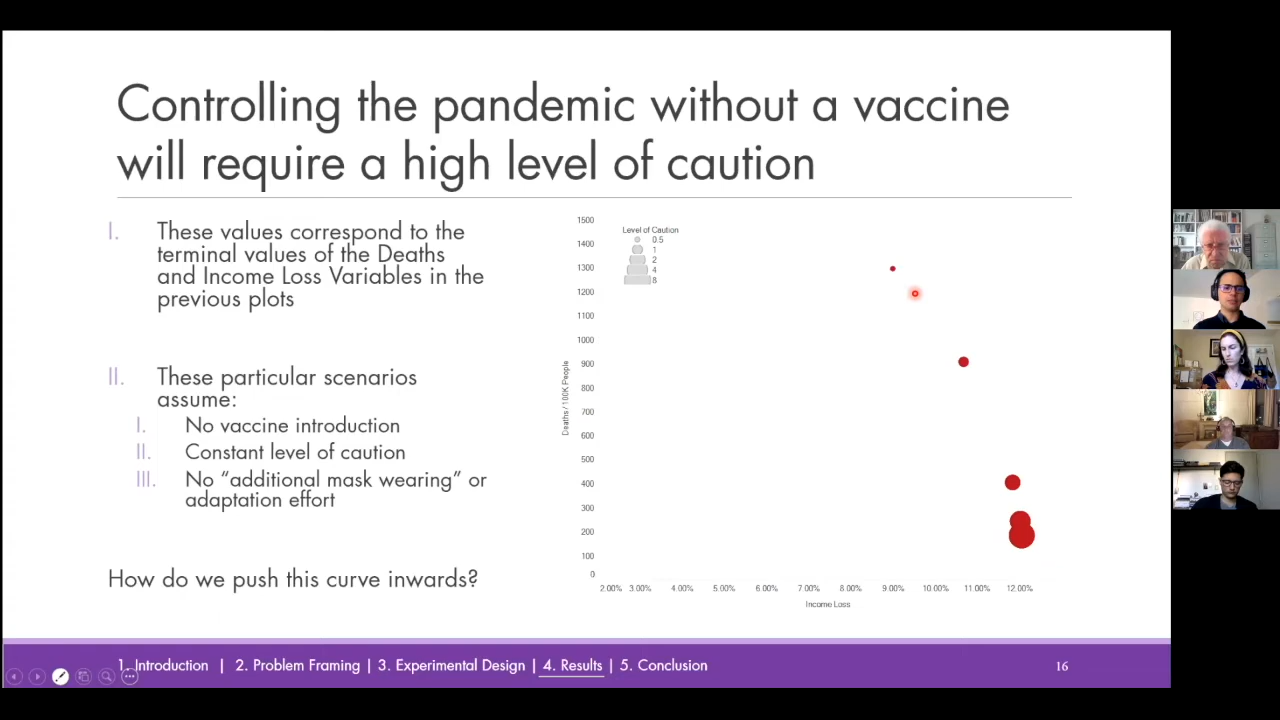 Controlling the pandemic without a vaccine
will require a high level of caution
I. These values correspond to the
terminal values of the Deaths
and Income Loss Variables in the
previous plots
II. These particular scenarios
assume:
I. No vaccine introduction
II. Constant level of caution
III. No “additional mask wearing” or
adaptation effort
How do we push this curve inwards?
Level of Caution
0.5
1
2
4
8
1500
1400
1300
1200
1100
1000
900
800
700
600
500
400
300
200
100
0
Deaths / 100K People
2.00% 3.00% 4.00% 5.00% 6.00% 7.00% 8.00% 9.00% 10.00% 11.00% 12.00%
Income Loss
1. Introduction | 2. Problem Framing | 3. Experimental Design | 4. Results | 5. Conclusion
16